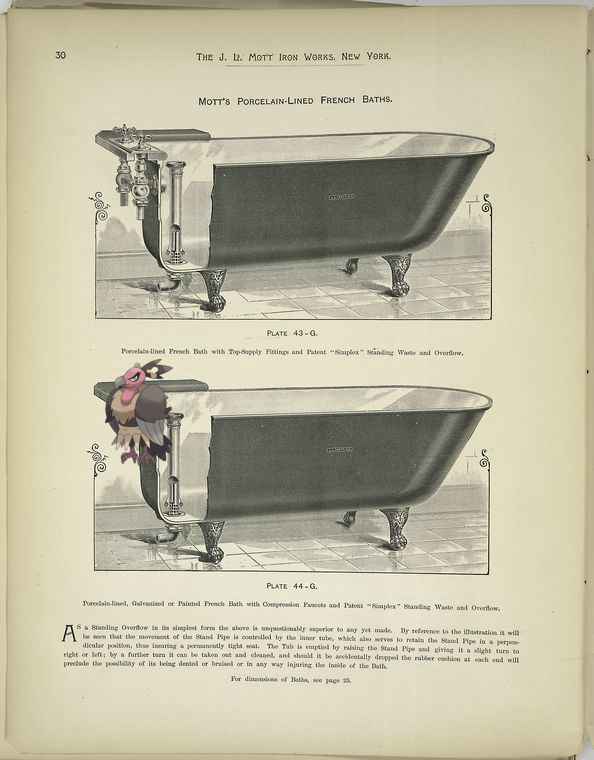 30
THE J. L. MOTT IRON WORKS, NEW YORK.
MOTT'S PORCELAIN-LINED FRENCH BATHS.
PLATE 43-G.
Porcelain-lined French Bath with Top-Supply Fittings and Patent "Simplex" Standing Waste and Overflow.
PLATE 44-G.
Porcelain-lined, Galvanized or Painted French Bath with Compression Faucets and Patent "Simplex" Standing Waste and Overflow.
AS a Standing Overflow in its simplest form the above is unquestionably superior to any yet made. By reference to the illustration it will
be seen that the movement of the Stand Pipe is controlled by the inner tube, which also serves to retain the Stand Pipe in a perpen-
dicular position, thus insuring a permanently tight seat. The Tub is emptied by raising the Stand Pipe and giving it a slight turn to
right or left; by a further turn it can be taken out and cleaned, and should it be accidentally dropped the rubber cushion at each end will
preclude the possibility of its being dented or bruised or in any way injuring the inside of the Bath.
For dimensions of Baths, see page 25.